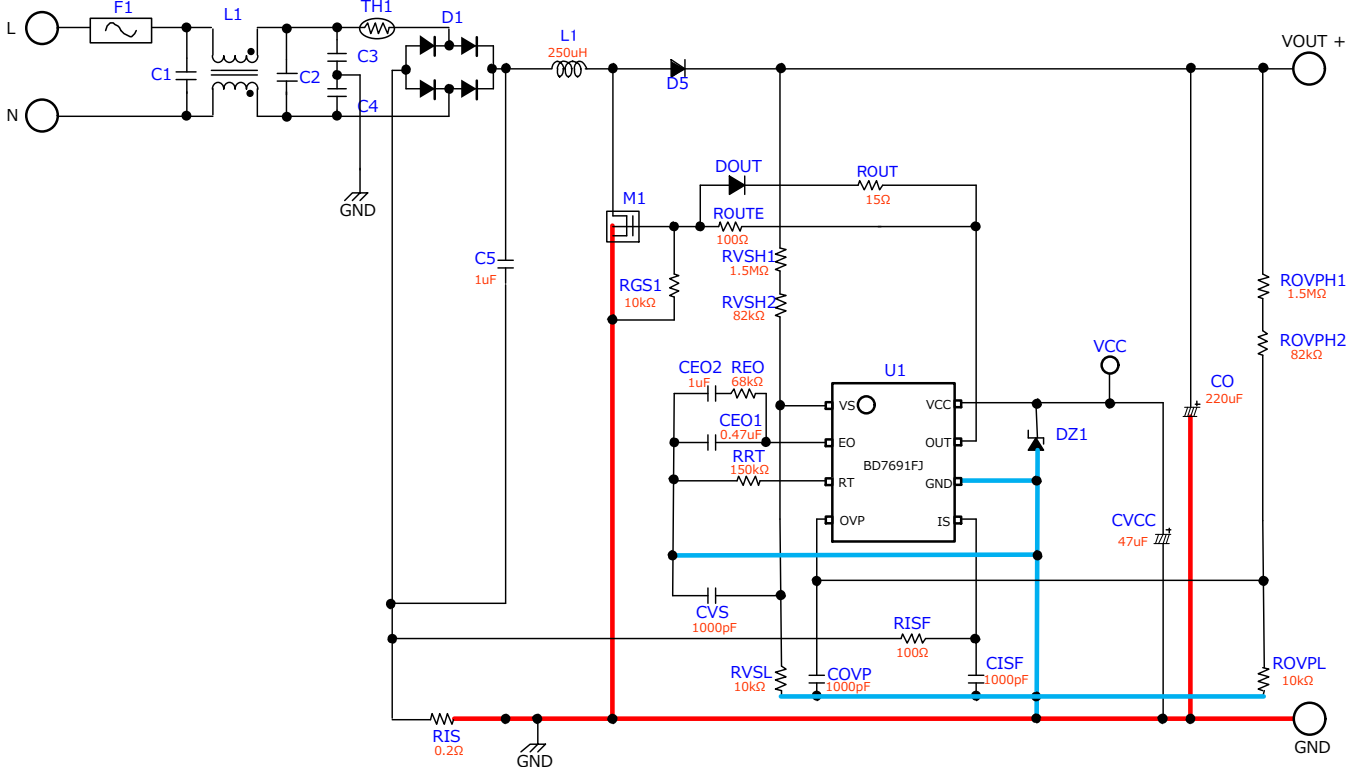 F1
L1
TH1
D1
L
C1
C2
C3
C4
N
L1
250uH
D5
VOUT +
GND
DOUT
ROUT
15Ω
M1
ROUTE
100Ω
C5
1uF
RGS1
10kΩ
RVSH1
1.5MΩ
RVSH2
82kΩ
ROVPH1
1.5MΩ
ROVPH2
82kΩ
VCC
CEO2
1uF
REO
68kΩ
U1
CO
220uF
CEO1
0.47uF
VS
VCC
DZ1
EO
OUT
RRT
150kΩ
BD7691FJ
RT
GND
OVP
IS
CVCC
47uF
CVS
1000pF
RISF
100Ω
RVSL
10kΩ
COVP
1000pF
CISF
1000pF
ROVPL
10kΩ
RIS
0.2Ω
GND
GND